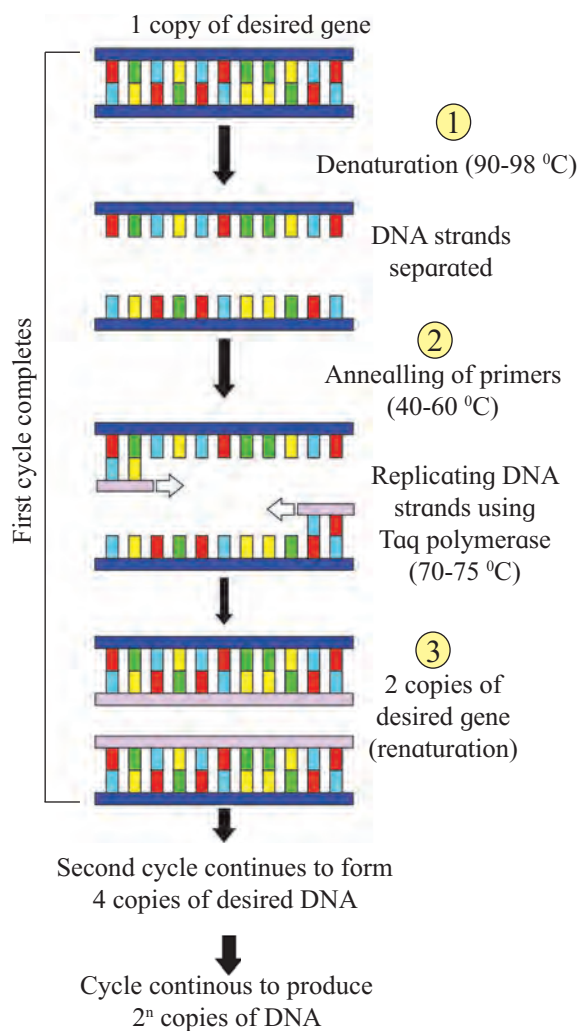 1 copy of desired gene
1
Denaturation (90-98 ⁰C)
DNA strands
separated
2
Annealling of primers
(40-60 ⁰C)
First cycle completes
Replicating DNA
strands using
Taq polymerase
(70-75 ⁰C)
3
2 copies of
desired gene
(renaturation)
Second cycle continues to form
4 copies of desired DNA
Cycle continous to produce
2ⁿ copies of DNA